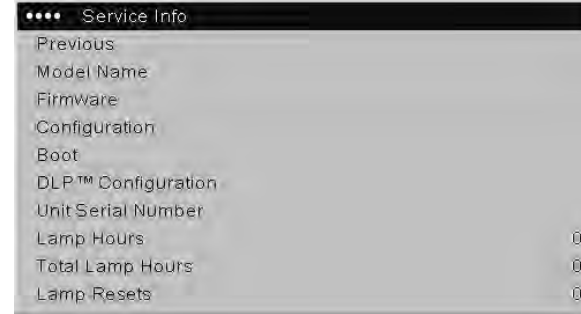 •••• Service Info
Previous
Model Name
Firmware
Configuration
Boot
DLP™ Configuration
Unit Serial Number
Lamp Hours 0
Total Lamp Hours 0
Lamp Resets 0